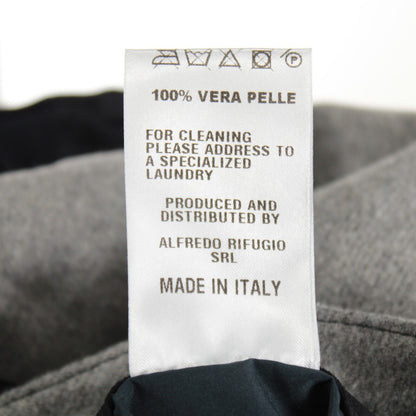 P
100% VERA PELLE
FOR CLEANING
PLEASE ADDRESS TO
A SPECIALIZED
LAUNDRY
PRODUCED AND
DISTRIBUTED BY
ALFREDO RIFUGIO
SRL
MADE IN ITALY